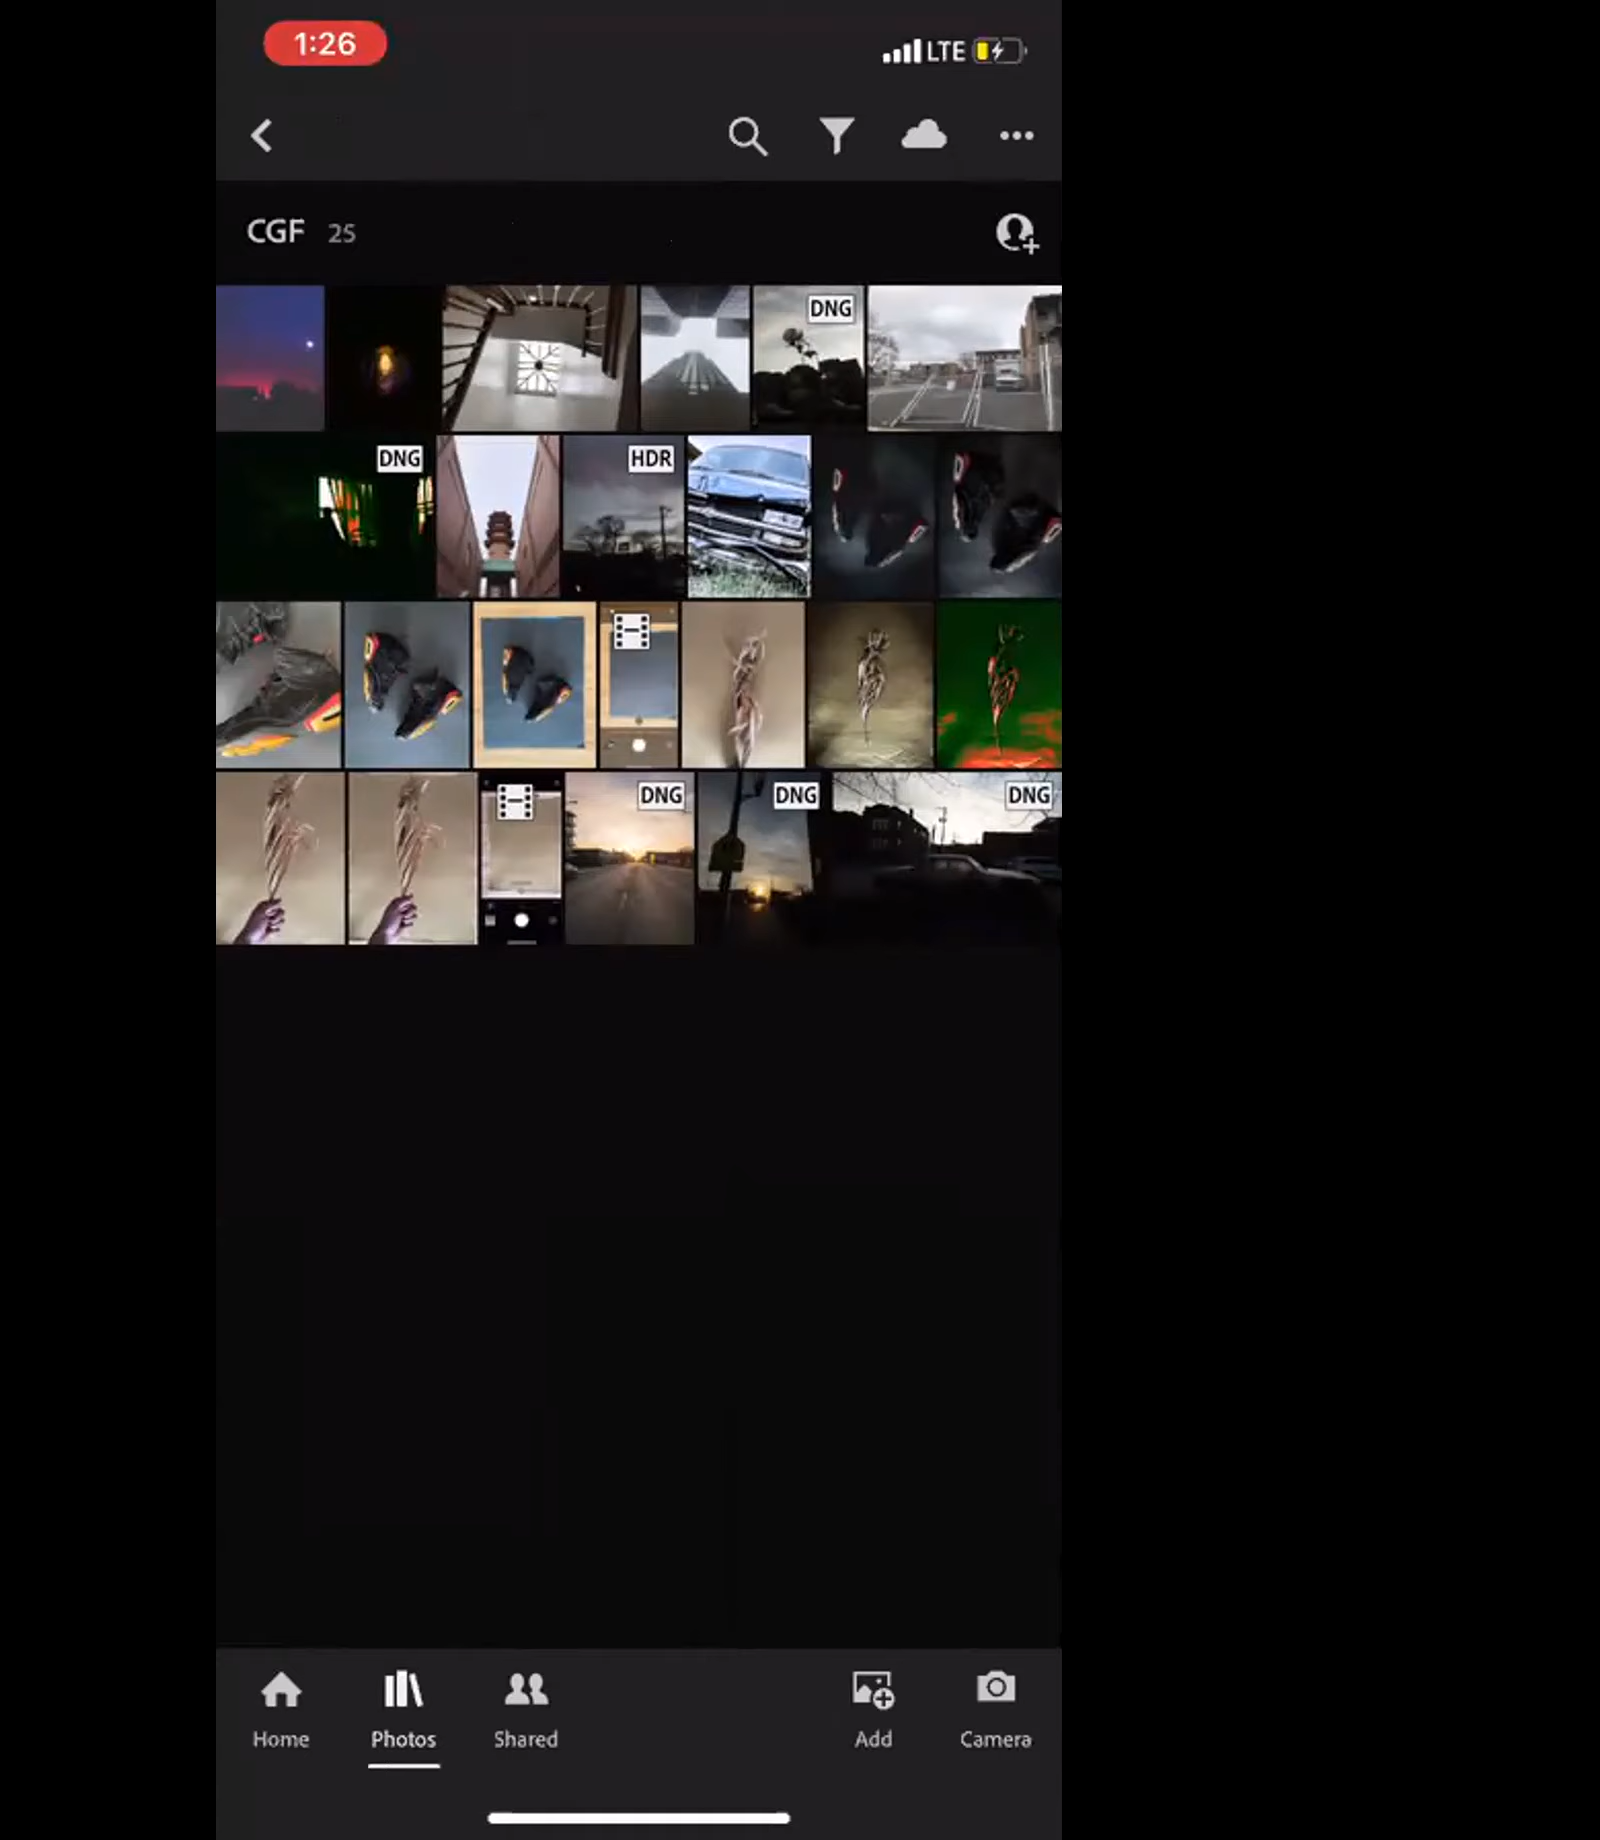 1:26
LTE
CGF 25
DNG
DNG
HDR
DNG
DNG
DNG
Home
Photos
Shared
Add
Camera